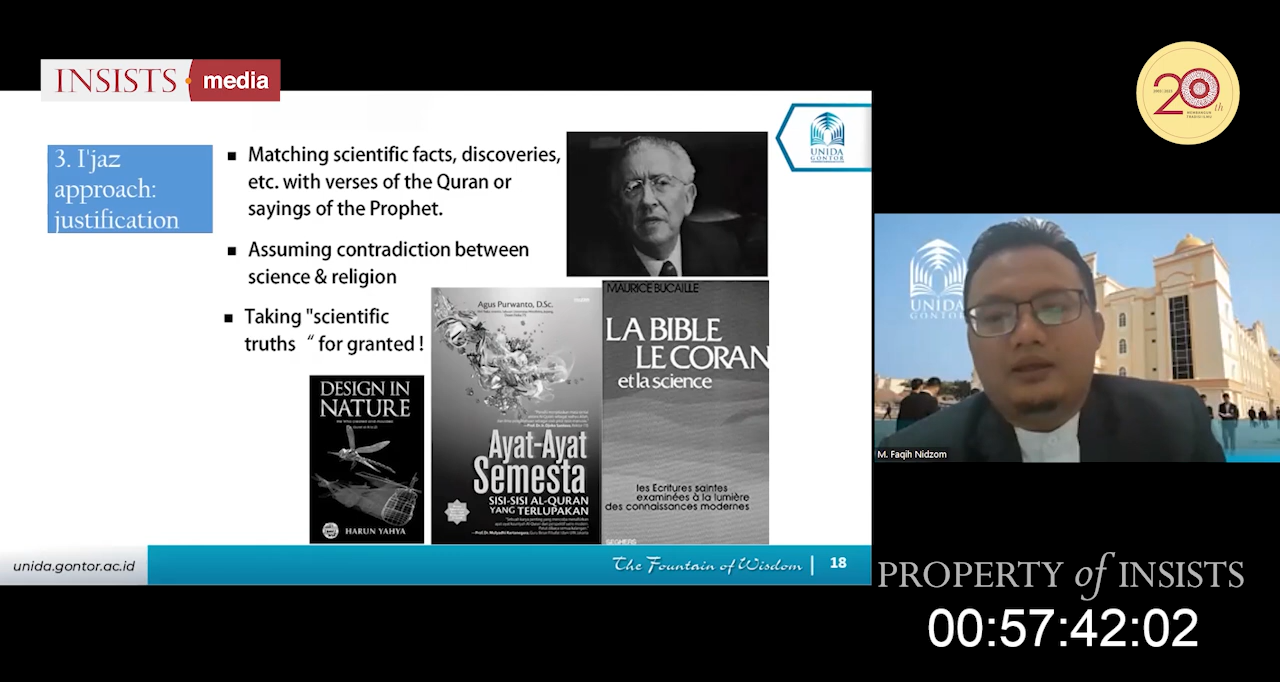 INSISTS media
20th
3. I'jaz
approach:
justification
▪ Matching scientific facts, discoveries,
etc. with verses of the Quran or
sayings of the Prophet.
▪ Assuming contradiction between
science & religion
▪ Taking "scientific
truths “ for granted !
UNIDA
GONTOR
DESIGN IN
NATURE
HARUN YAHYA
Agus Purwanto, D.Sc.
Ayat-Ayat
Semesta
SISI-SISI AL-QURAN
YANG TERLUPAKAN
MAURICE BUCAILLE
LA BIBLE
LE CORAN
et la science
les Ecritures saintes
examinées à la lumière
des connaissances modernes
SEGHERS
unida.gontor.ac.id
The Fountain of Wisdom | 18
UNIDA
GONTOR
M. Faqih Nidzom
PROPERTY of INSISTS
00:57:42:02